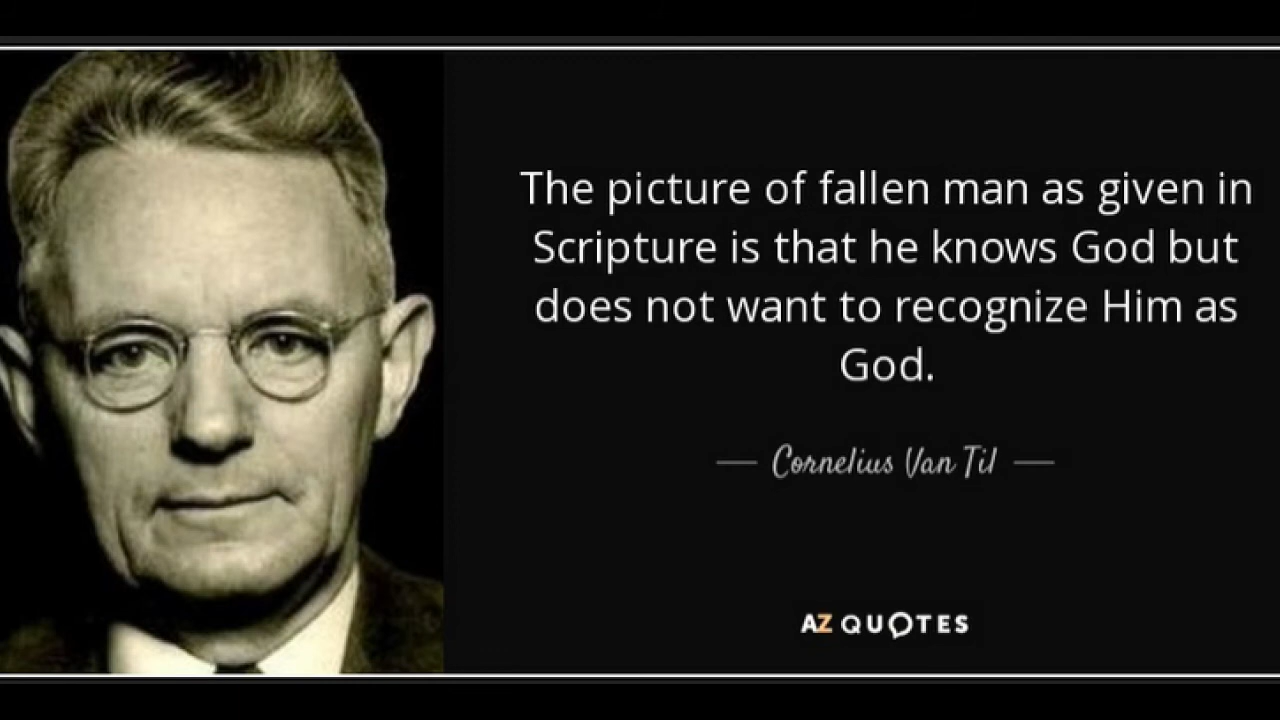 The picture of fallen man as given in
Scripture is that he knows God but
does not want to recognize Him as
God.
— Cornelius Van Til —
AZ QUOTES